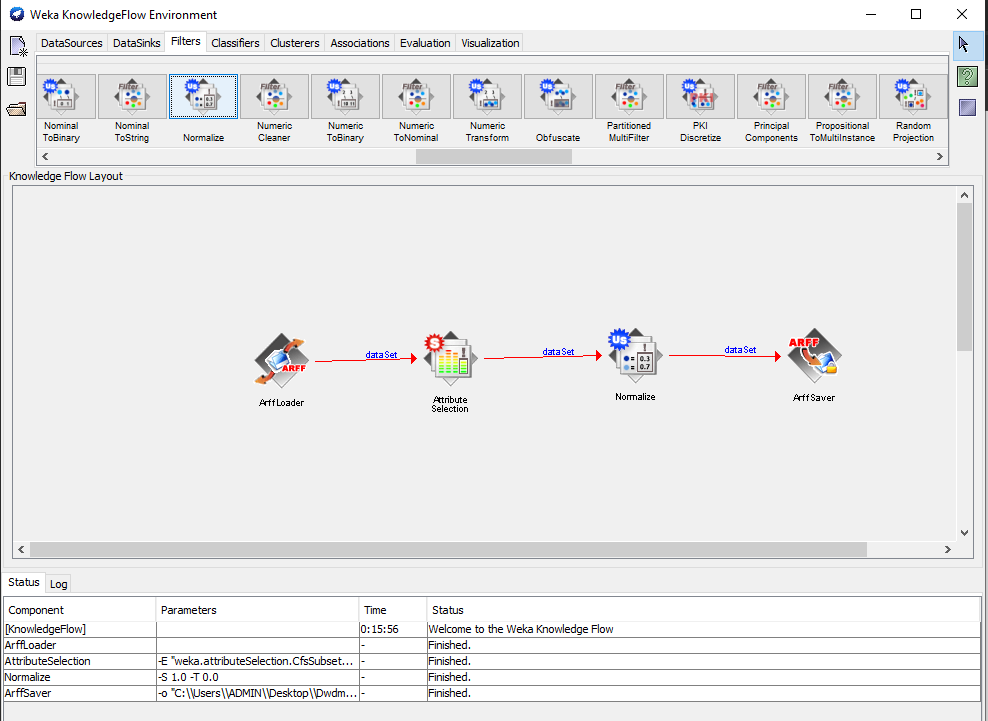 Weka KnowledgeFlow Environment
DataSources DataSinks Filters Classifiers Clusterers Associations Evaluation Visualization
Nominal ToBinary
Nominal ToString
Normalize
Numeric Cleaner
Numeric ToBinary
Numeric ToNominal
Numeric Transform
Obfuscate
Partitioned MultiFilter
PKI Discretize
Principal Components
Propositional ToMultiInstance
Random Projection
Knowledge Flow Layout
ArffLoader
dataSet
Attribute
Selection
dataSet
Normalize
dataSet
ArffSaver
Status Log
Component Parameters Time Status
[KnowledgeFlow] 0:15:56 Welcome to the Weka Knowledge Flow
ArffLoader - Finished.
AttributeSelection -E "weka.attributeSelection.CfsSubset... - Finished.
Normalize -S 1.0 -T 0.0 - Finished.
ArffSaver -o "C:\\Users\\ADMIN\\Desktop\\Dwdm... - Finished.